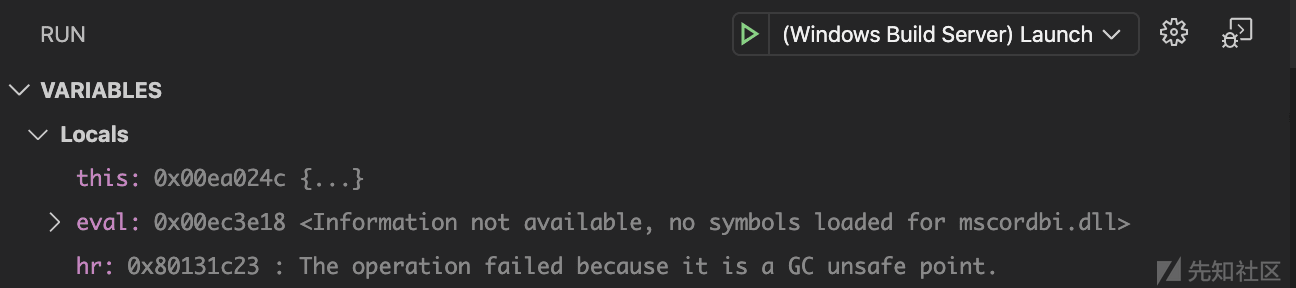 RUN
(Windows Build Server) Launch
VARIABLES
Locals
this: 0x00ea024c {...}
eval: 0x00ec3e18 <Information not available, no symbols loaded for mscordbi.dll>
hr: 0x80131c23 : The operation failed because it is a GC unsafe point.
先知社区